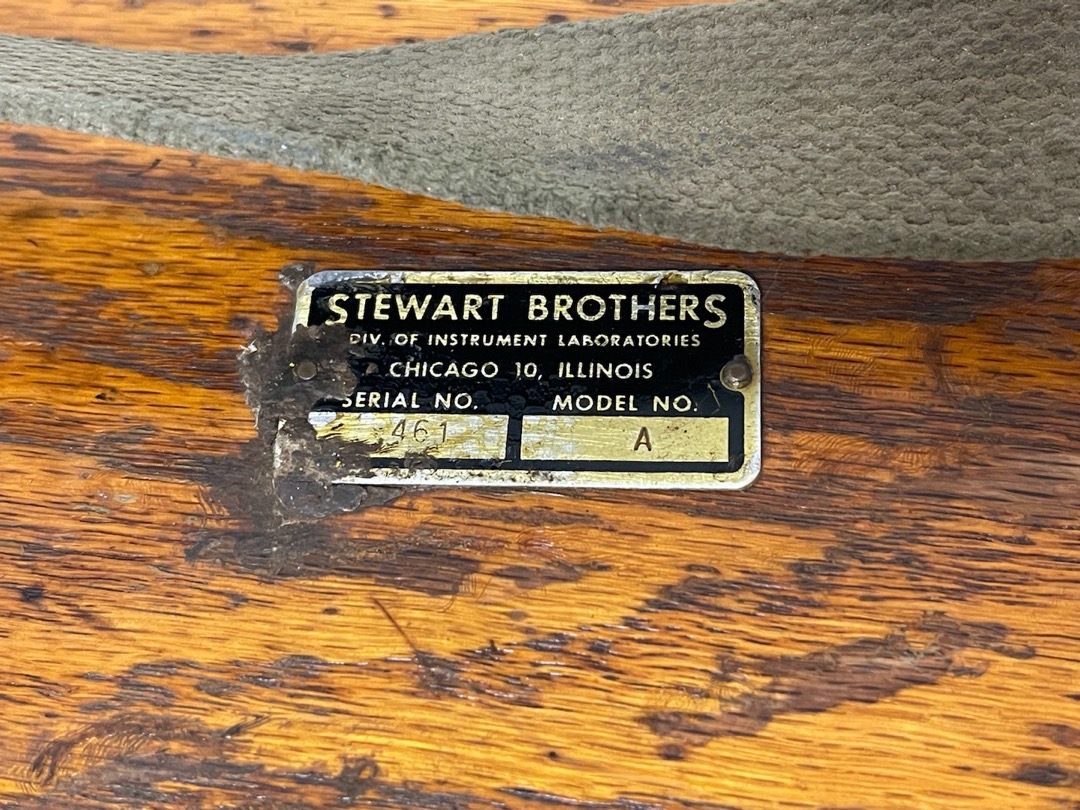 STEWART BROTHERS
DIV. OF INSTRUMENT LABORATORIES
CHICAGO 10, ILLINOIS
SERIAL NO. MODEL NO.
461 A